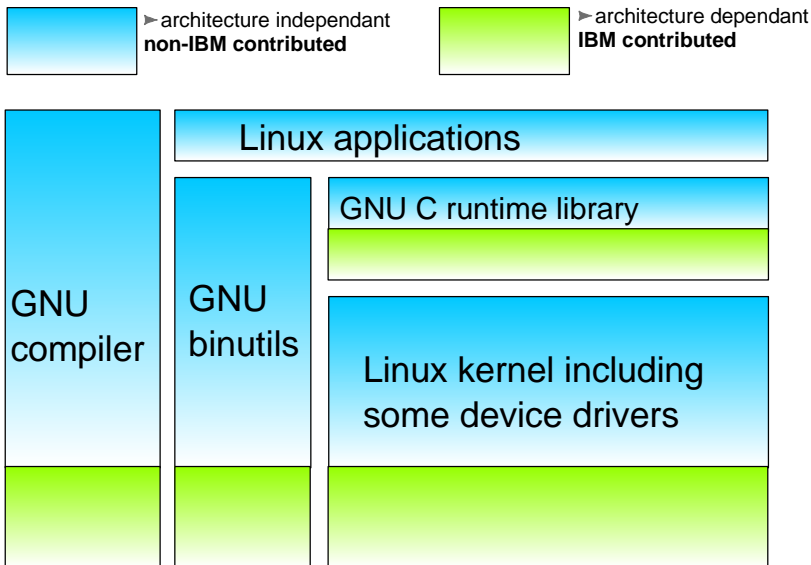 ➤architecture independant
non-IBM contributed
➤architecture dependant
IBM contributed
Linux applications
GNU C runtime library
GNU
compiler
GNU
binutils
Linux kernel including
some device drivers